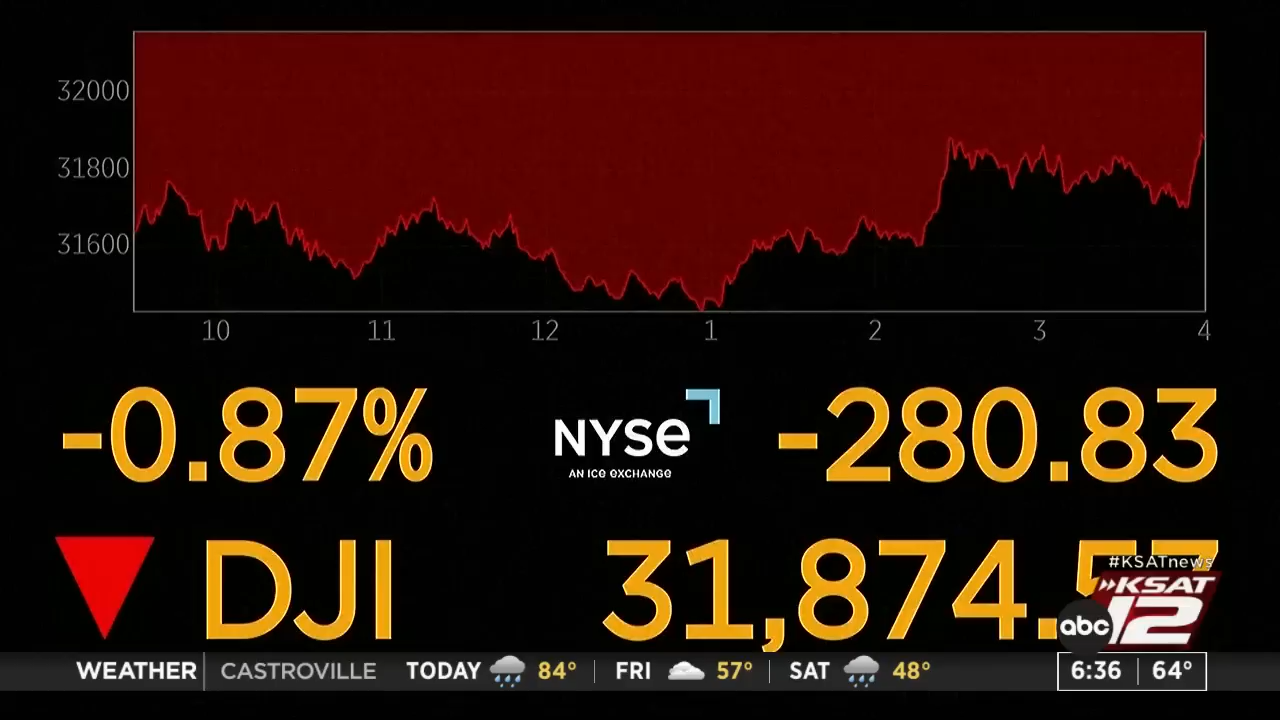 32000
31800
31600
10 11 12 1 2 3 4
-0.87% NYSE -280.83
AN ICE EXCHANGE
DJI 31,874.57
#KSATnews
KSAT
abc 12
WEATHER CASTROVILLE TODAY 84° FRI 57° SAT 48° 6:36 64°